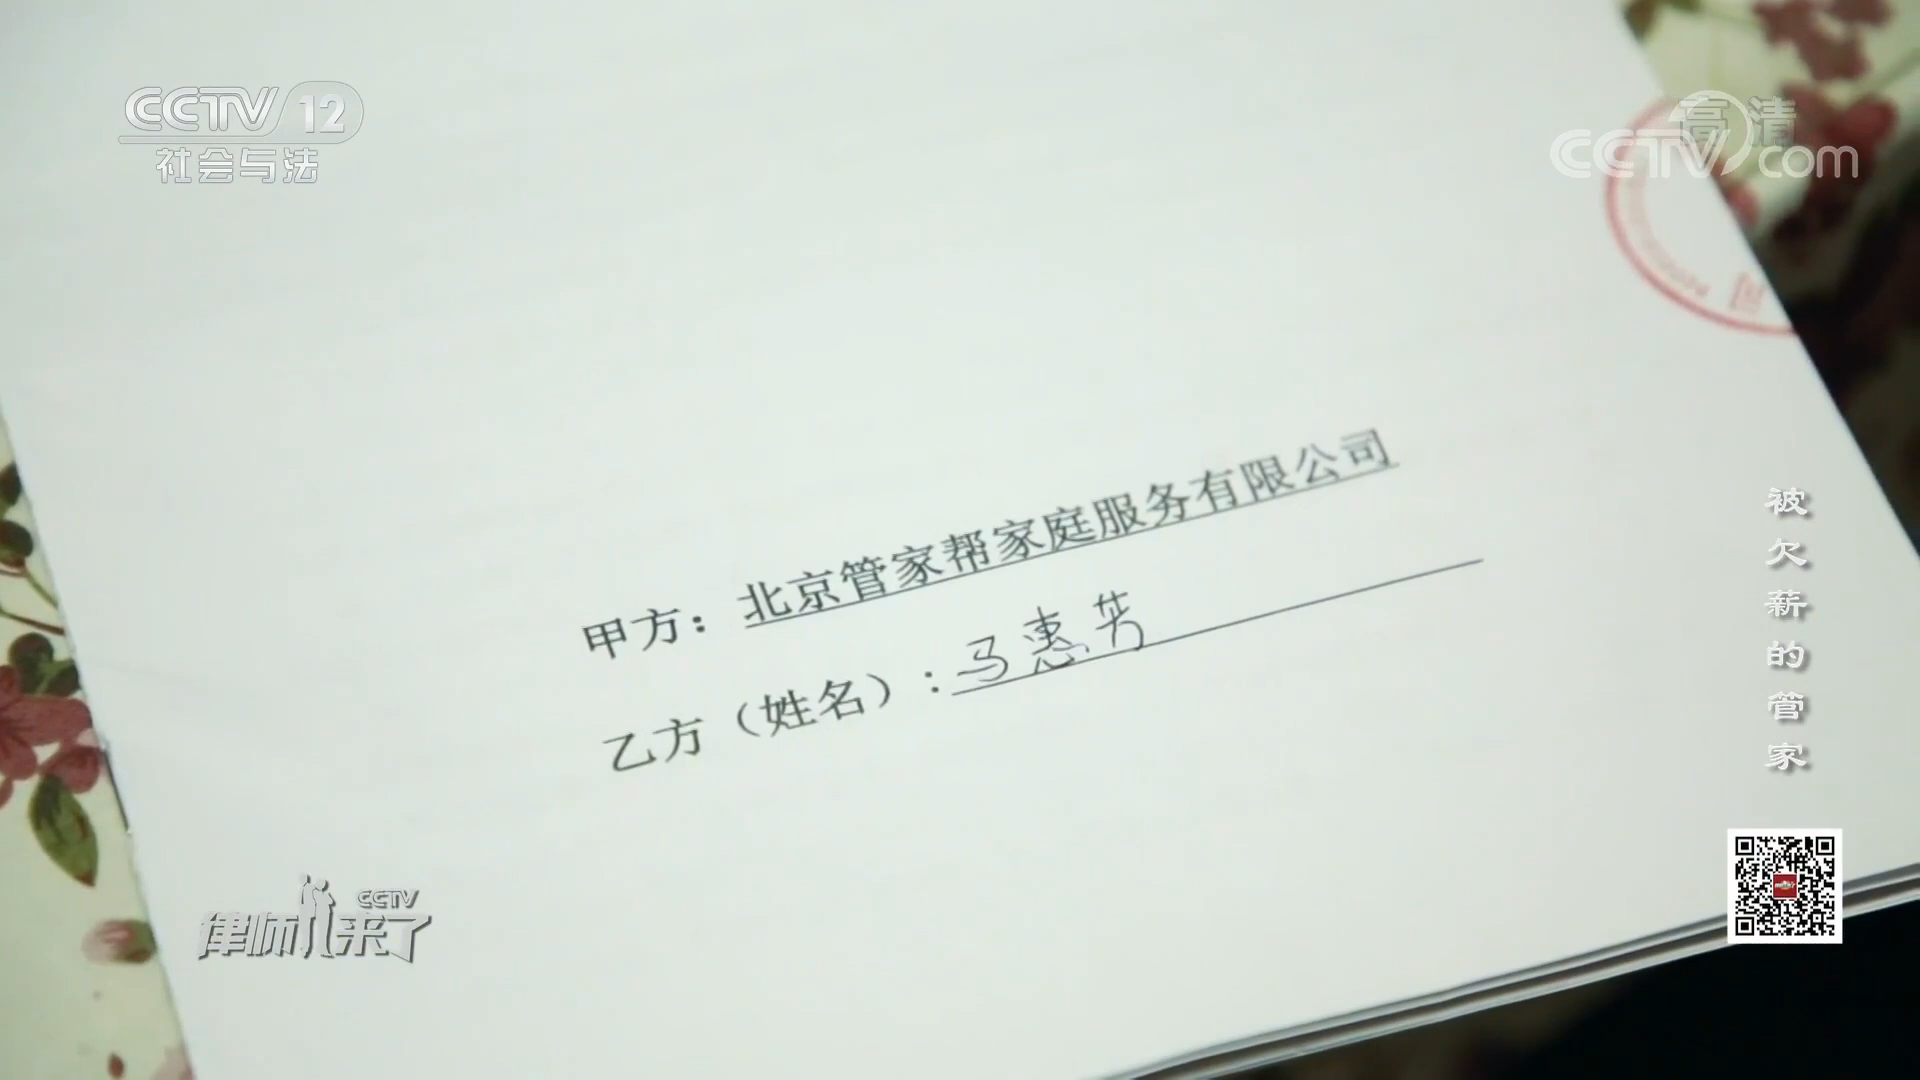 CCTV 12
社会与法
高清
CCTV.com
甲方：北京管家帮家庭服务有限公司
乙方（姓名）：马惠芳
被欠薪的管家
CCTV
律师来了